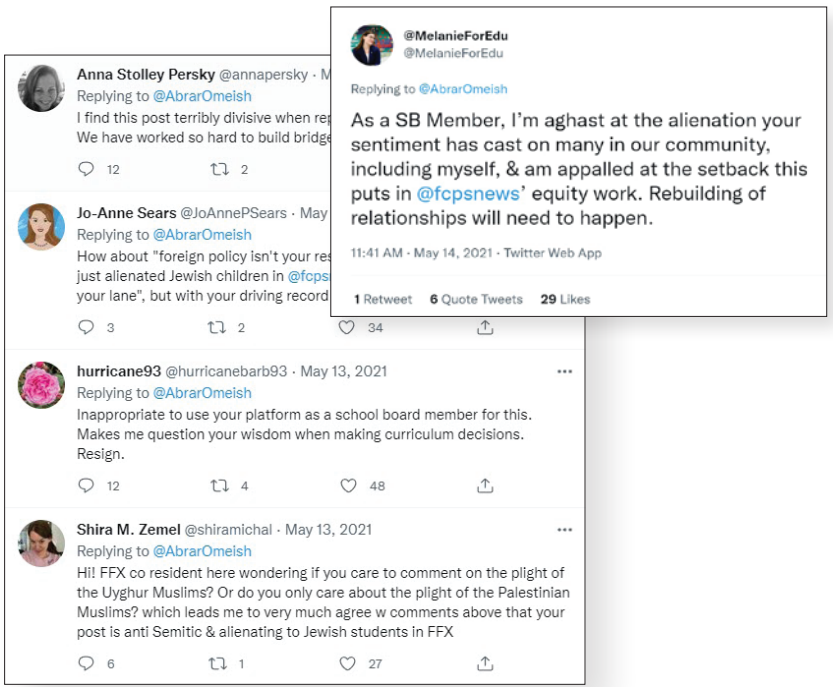 @MelanieForEdu
@MelanieForEdu
Replying to @AbrarOmeish
As a SB Member, I'm aghast at the alienation your
sentiment has cast on many in our community,
including myself, & am appalled at the setback this
puts in @fcpsnews' equity work. Rebuilding of
relationships will need to happen.
11:41 AM · May 14, 2021 · Twitter Web App
1 Retweet 6 Quote Tweets 29 Likes
Anna Stolley Persky @annapersky · M
Replying to @AbrarOmeish
I find this post terribly divisive when
We have worked so hard to build
12 2
Jo-Anne Sears @JoAnnePSears · May
Replying to @AbrarOmeish
How about "foreign policy isn't your
just alienated Jewish children in
your lane", but with your driving record
3 2 34
hurricane93 @hurricanebarb93 · May 13, 2021
Replying to @AbrarOmeish
Inappropriate to use your platform as a school board member for this.
Makes me question your wisdom when making curriculum decisions.
Resign.
12 4 48
Shira M. Zemel @shiramichal · May 13, 2021
Replying to @AbrarOmeish
Hi! FFX co resident here wondering if you care to comment on the plight of
the Uyghur Muslims? Or do you only care about the plight of the Palestinian
Muslims? which leads me to very much agree w comments above that your
post is anti Semitic & alienating to Jewish students in FFX
6 1 27